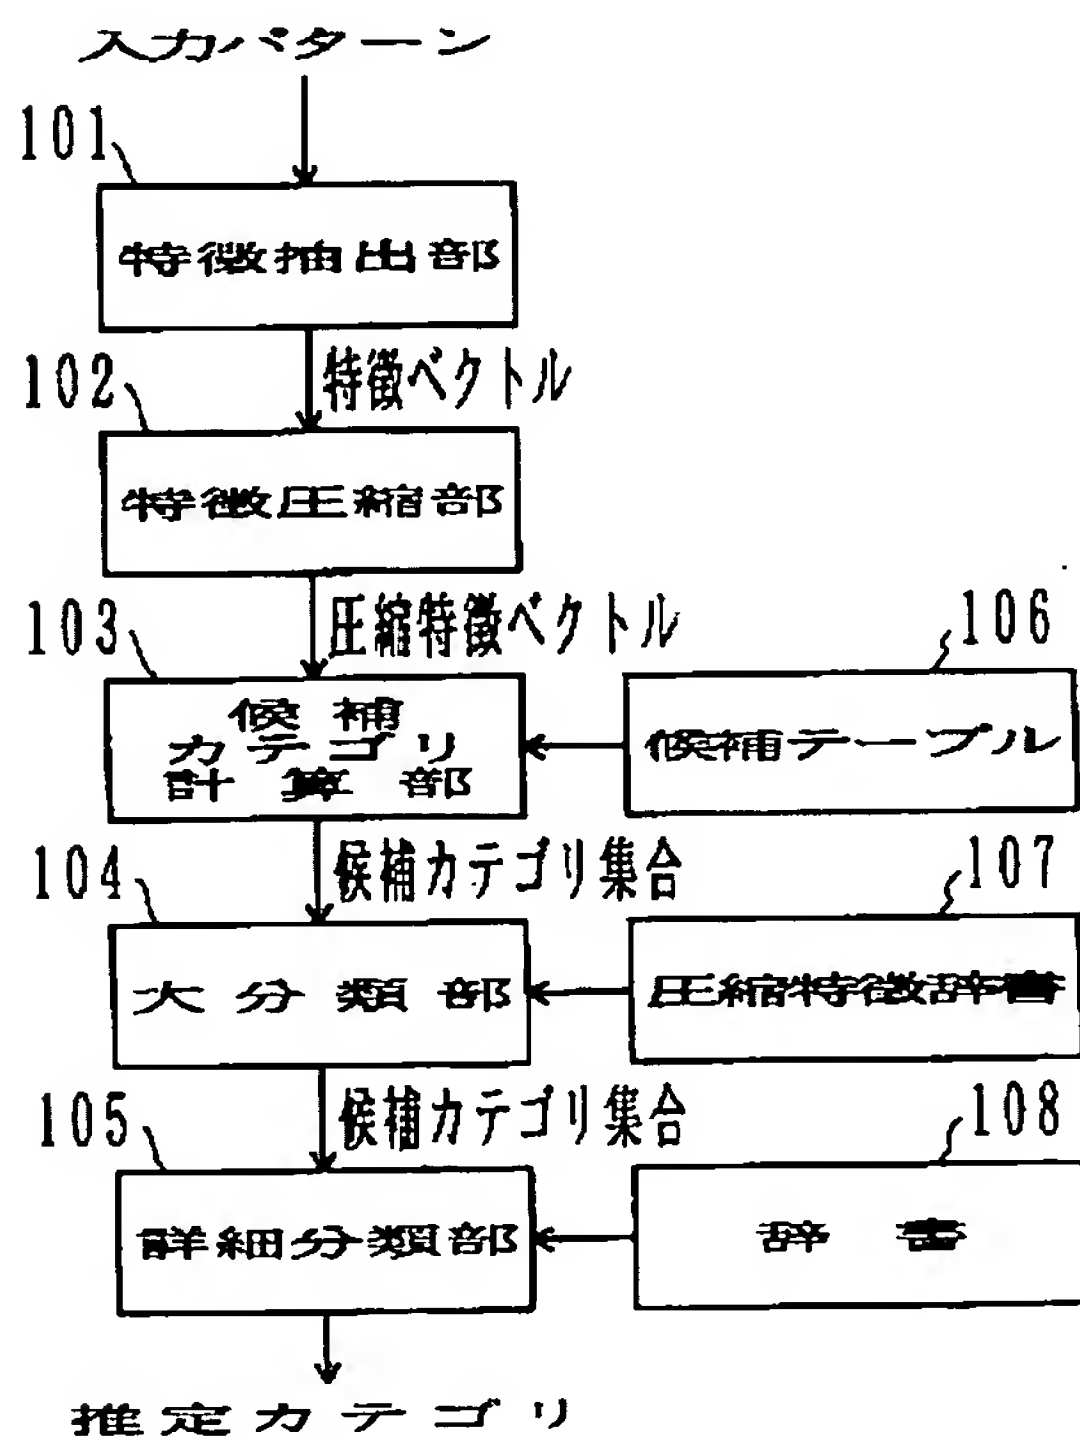 入力パターン
101
特徴抽出部
102
特徴ベクトル
特徴圧縮部
103
圧縮特徴ベクトル
106
候補
カテゴリ
計算部
候補テーブル
104
候補カテゴリ集合
107
大分類部
圧縮特徴辞書
105
候補カテゴリ集合
108
詳細分類部
辞書
推定カテゴリ